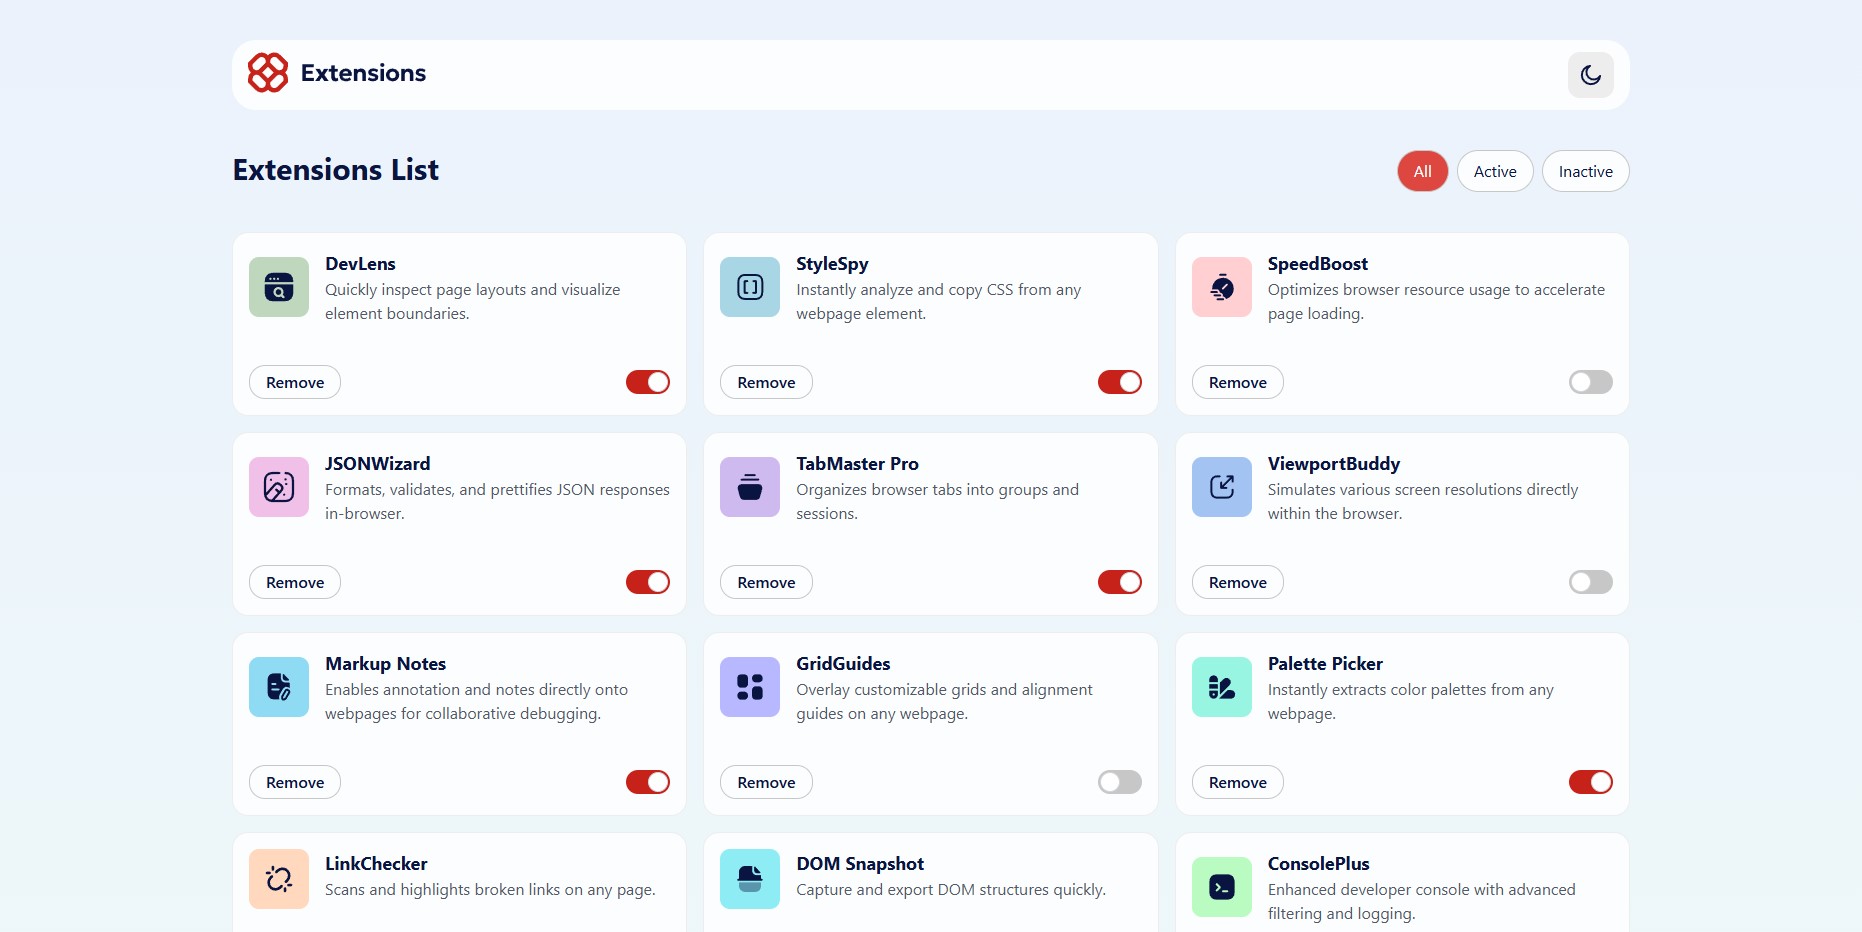 Extensions
Extensions List
All
Active
Inactive
DevLens
Quickly inspect page layouts and visualize
element boundaries.
Remove
StyleSpy
Instantly analyze and copy CSS from any
webpage element.
Remove
SpeedBoost
Optimizes browser resource usage to accelerate
page loading.
Remove
JSONWizard
Formats, validates, and prettifies JSON responses
in-browser.
Remove
TabMaster Pro
Organizes browser tabs into groups and
sessions.
Remove
ViewportBuddy
Simulates various screen resolutions directly
within the browser.
Remove
Markup Notes
Enables annotation and notes directly onto
webpages for collaborative debugging.
Remove
GridGuides
Overlay customizable grids and alignment
guides on any webpage.
Remove
Palette Picker
Instantly extracts color palettes from any
webpage.
Remove
LinkChecker
Scans and highlights broken links on any page.
DOM Snapshot
Capture and export DOM structures quickly.
ConsolePlus
Enhanced developer console with advanced
filtering and logging.